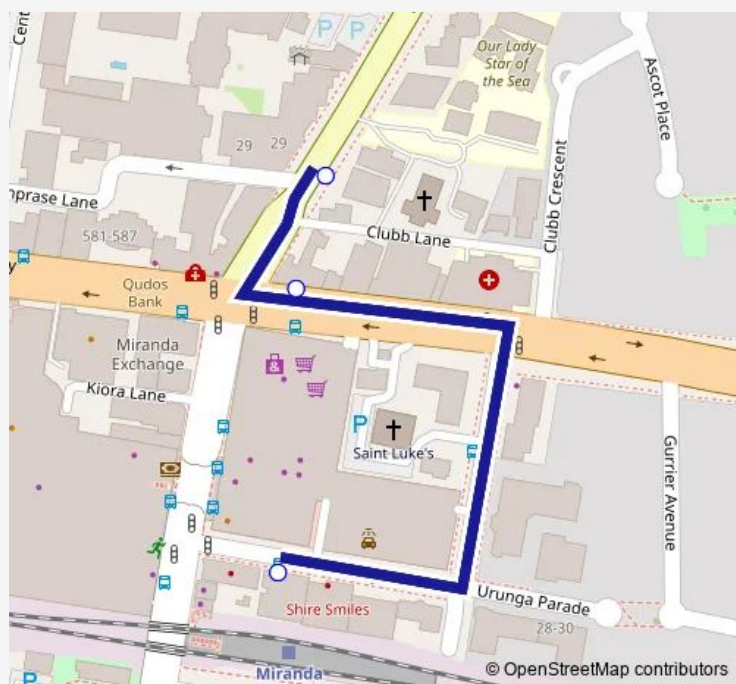 Cent
P P
Our Lady
Star of
the Sea
Ascot Place
29
29
Clubb Crescent
mprase Lane
Clubb Lane
581-587
y
Qudos
Bank
Miranda
Exchange
Kiora Lane
P
Saint Luke's
Gurrier Avenue
Urunga Parade
Shire Smiles
28-30
Miranda
P
© OpenStreetMap contributors